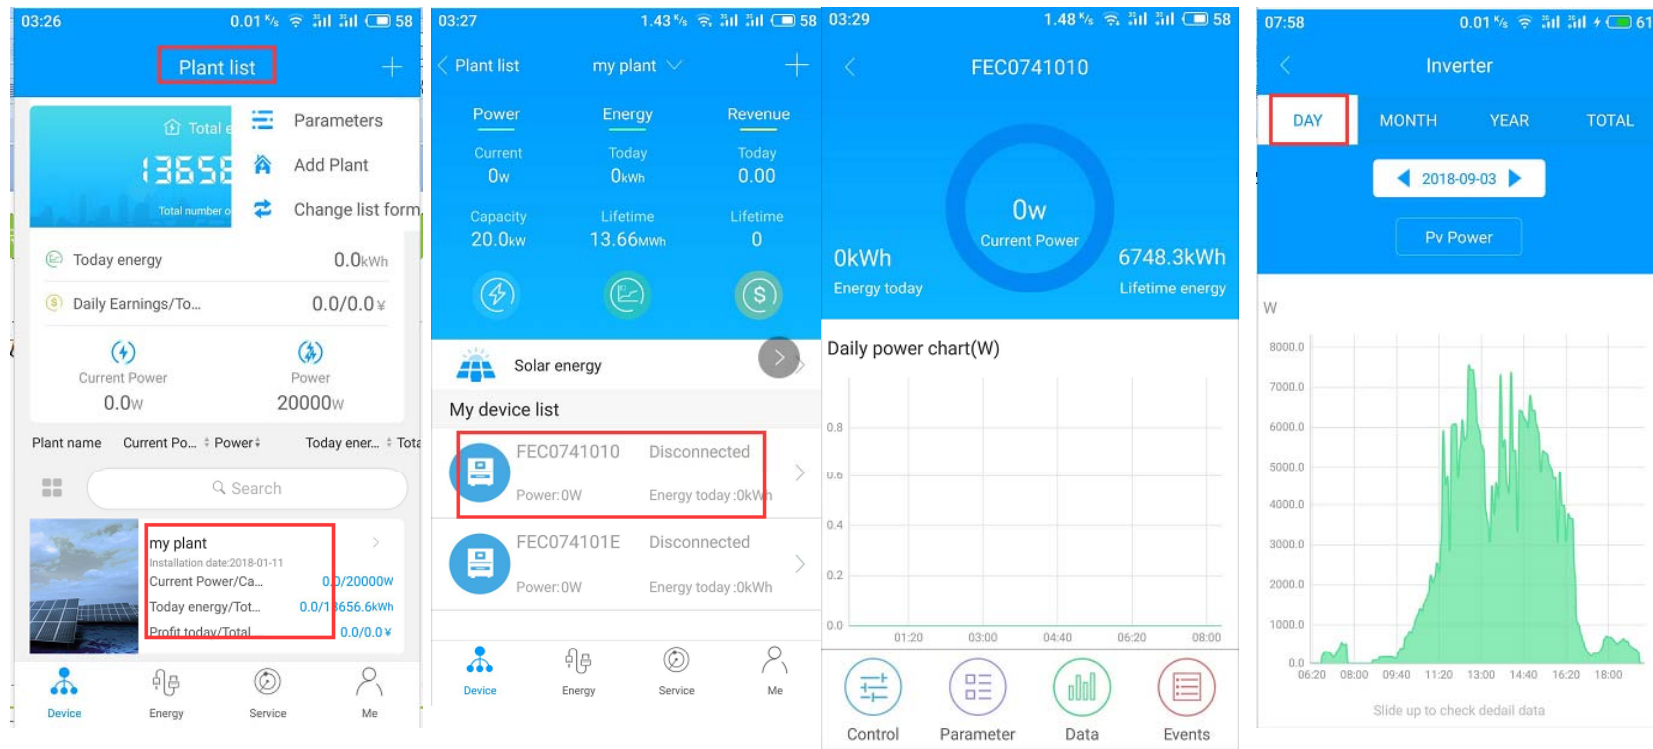 03:26
0.01 K/s
58
Plant list
Total e
13658
Total number o
Parameters
Add Plant
Change list form
Today energy
0.0kWh
Daily Earnings/To...
0.0/0.0¥
Current Power
0.0W
Power
20000W
Plant name Current Po... Power Today ener... Tota
Search
my plant
Installation date:2018-01-11
Current Power/Ca... 0.0/20000W
Today energy/Tot... 0.0/13656.6kWh
Profit today/Total 0.0/0.0¥
Device Energy Service Me
03:27
1.43 K/s
58
Plant list
my plant
Power Energy Revenue
Current Today Today
0W 0kWh 0.00
Capacity Lifetime Lifetime
20.0kW 13.66MWh 0
Solar energy
My device list
FEC0741010 Disconnected
Power:0W Energy today :0kWh
FEC074101E Disconnected
Power:0W Energy today :0kWh
Device Energy Service Me
03:29
1.48 K/s
58
FEC0741010
0W
Current Power
0kWh
Energy today
6748.3kWh
Lifetime energy
Daily power chart(W)
0.8
0.6
0.4
0.2
0.0
01:20 03:00 04:40 06:20 08:00
Control Parameter Data Events
07:58
0.01 K/s
61
Inverter
DAY MONTH YEAR TOTAL
2018-09-03
Pv Power
W
8000.0
7000.0
6000.0
5000.0
4000.0
3000.0
2000.0
1000.0
0.0
06:20 08:00 09:40 11:20 13:00 14:40 16:20 18:00
Slide up to check dedail data